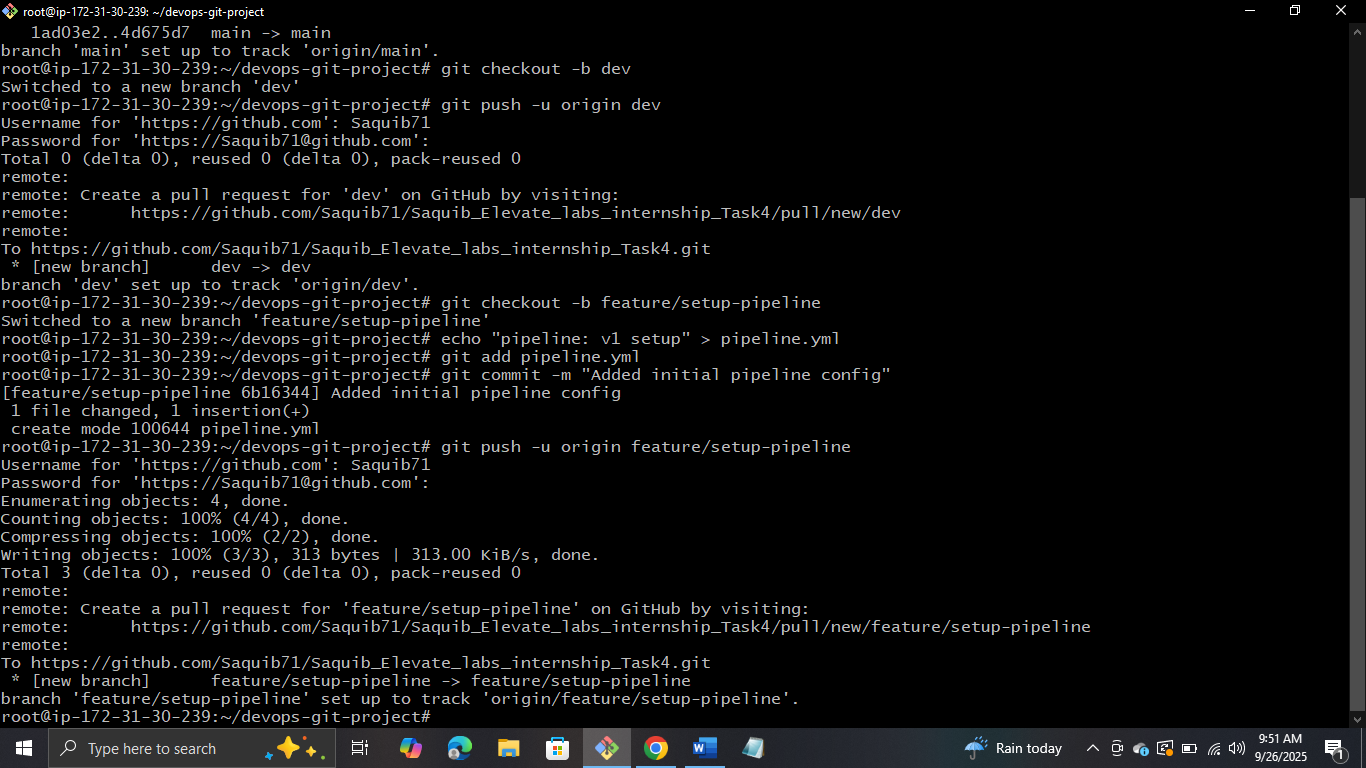 root@ip-172-31-30-239: ~/devops-git-project
   1ad03e2..4d675d7  main -> main
branch 'main' set up to track 'origin/main'.
root@ip-172-31-30-239:~/devops-git-project# git checkout -b dev
Switched to a new branch 'dev'
root@ip-172-31-30-239:~/devops-git-project# git push -u origin dev
Username for 'https://github.com': Saquib71
Password for 'https://Saquib71@github.com':
Total 0 (delta 0), reused 0 (delta 0), pack-reused 0
remote:
remote: Create a pull request for 'dev' on GitHub by visiting:
remote:      https://github.com/Saquib71/Saquib_Elevate_labs_internship_Task4/pull/new/dev
remote:
To https://github.com/Saquib71/Saquib_Elevate_labs_internship_Task4.git
 * [new branch]      dev -> dev
branch 'dev' set up to track 'origin/dev'.
root@ip-172-31-30-239:~/devops-git-project# git checkout -b feature/setup-pipeline
Switched to a new branch 'feature/setup-pipeline'
root@ip-172-31-30-239:~/devops-git-project# echo "pipeline: v1 setup" > pipeline.yml
root@ip-172-31-30-239:~/devops-git-project# git add pipeline.yml
root@ip-172-31-30-239:~/devops-git-project# git commit -m "Added initial pipeline config"
[feature/setup-pipeline 6b16344] Added initial pipeline config
 1 file changed, 1 insertion(+)
 create mode 100644 pipeline.yml
root@ip-172-31-30-239:~/devops-git-project# git push -u origin feature/setup-pipeline
Username for 'https://github.com': Saquib71
Password for 'https://Saquib71@github.com':
Enumerating objects: 4, done.
Counting objects: 100% (4/4), done.
Compressing objects: 100% (2/2), done.
Writing objects: 100% (3/3), 313 bytes | 313.00 KiB/s, done.
Total 3 (delta 0), reused 0 (delta 0), pack-reused 0
remote:
remote: Create a pull request for 'feature/setup-pipeline' on GitHub by visiting:
remote:      https://github.com/Saquib71/Saquib_Elevate_labs_internship_Task4/pull/new/feature/setup-pipeline
remote:
To https://github.com/Saquib71/Saquib_Elevate_labs_internship_Task4.git
 * [new branch]      feature/setup-pipeline -> feature/setup-pipeline
branch 'feature/setup-pipeline' set up to track 'origin/feature/setup-pipeline'.
root@ip-172-31-30-239:~/devops-git-project#
Type here to search
Rain today
9:51 AM
9/26/2025
1